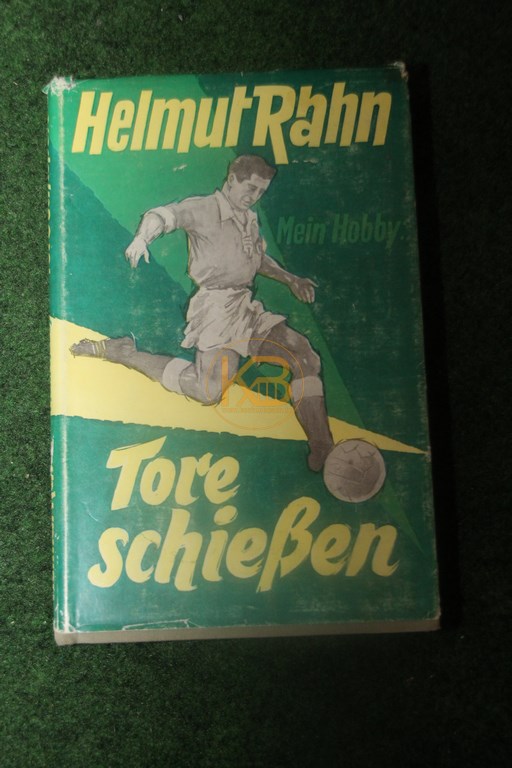 Helmut Rahn
Mein Hobby:
Tore
schießen